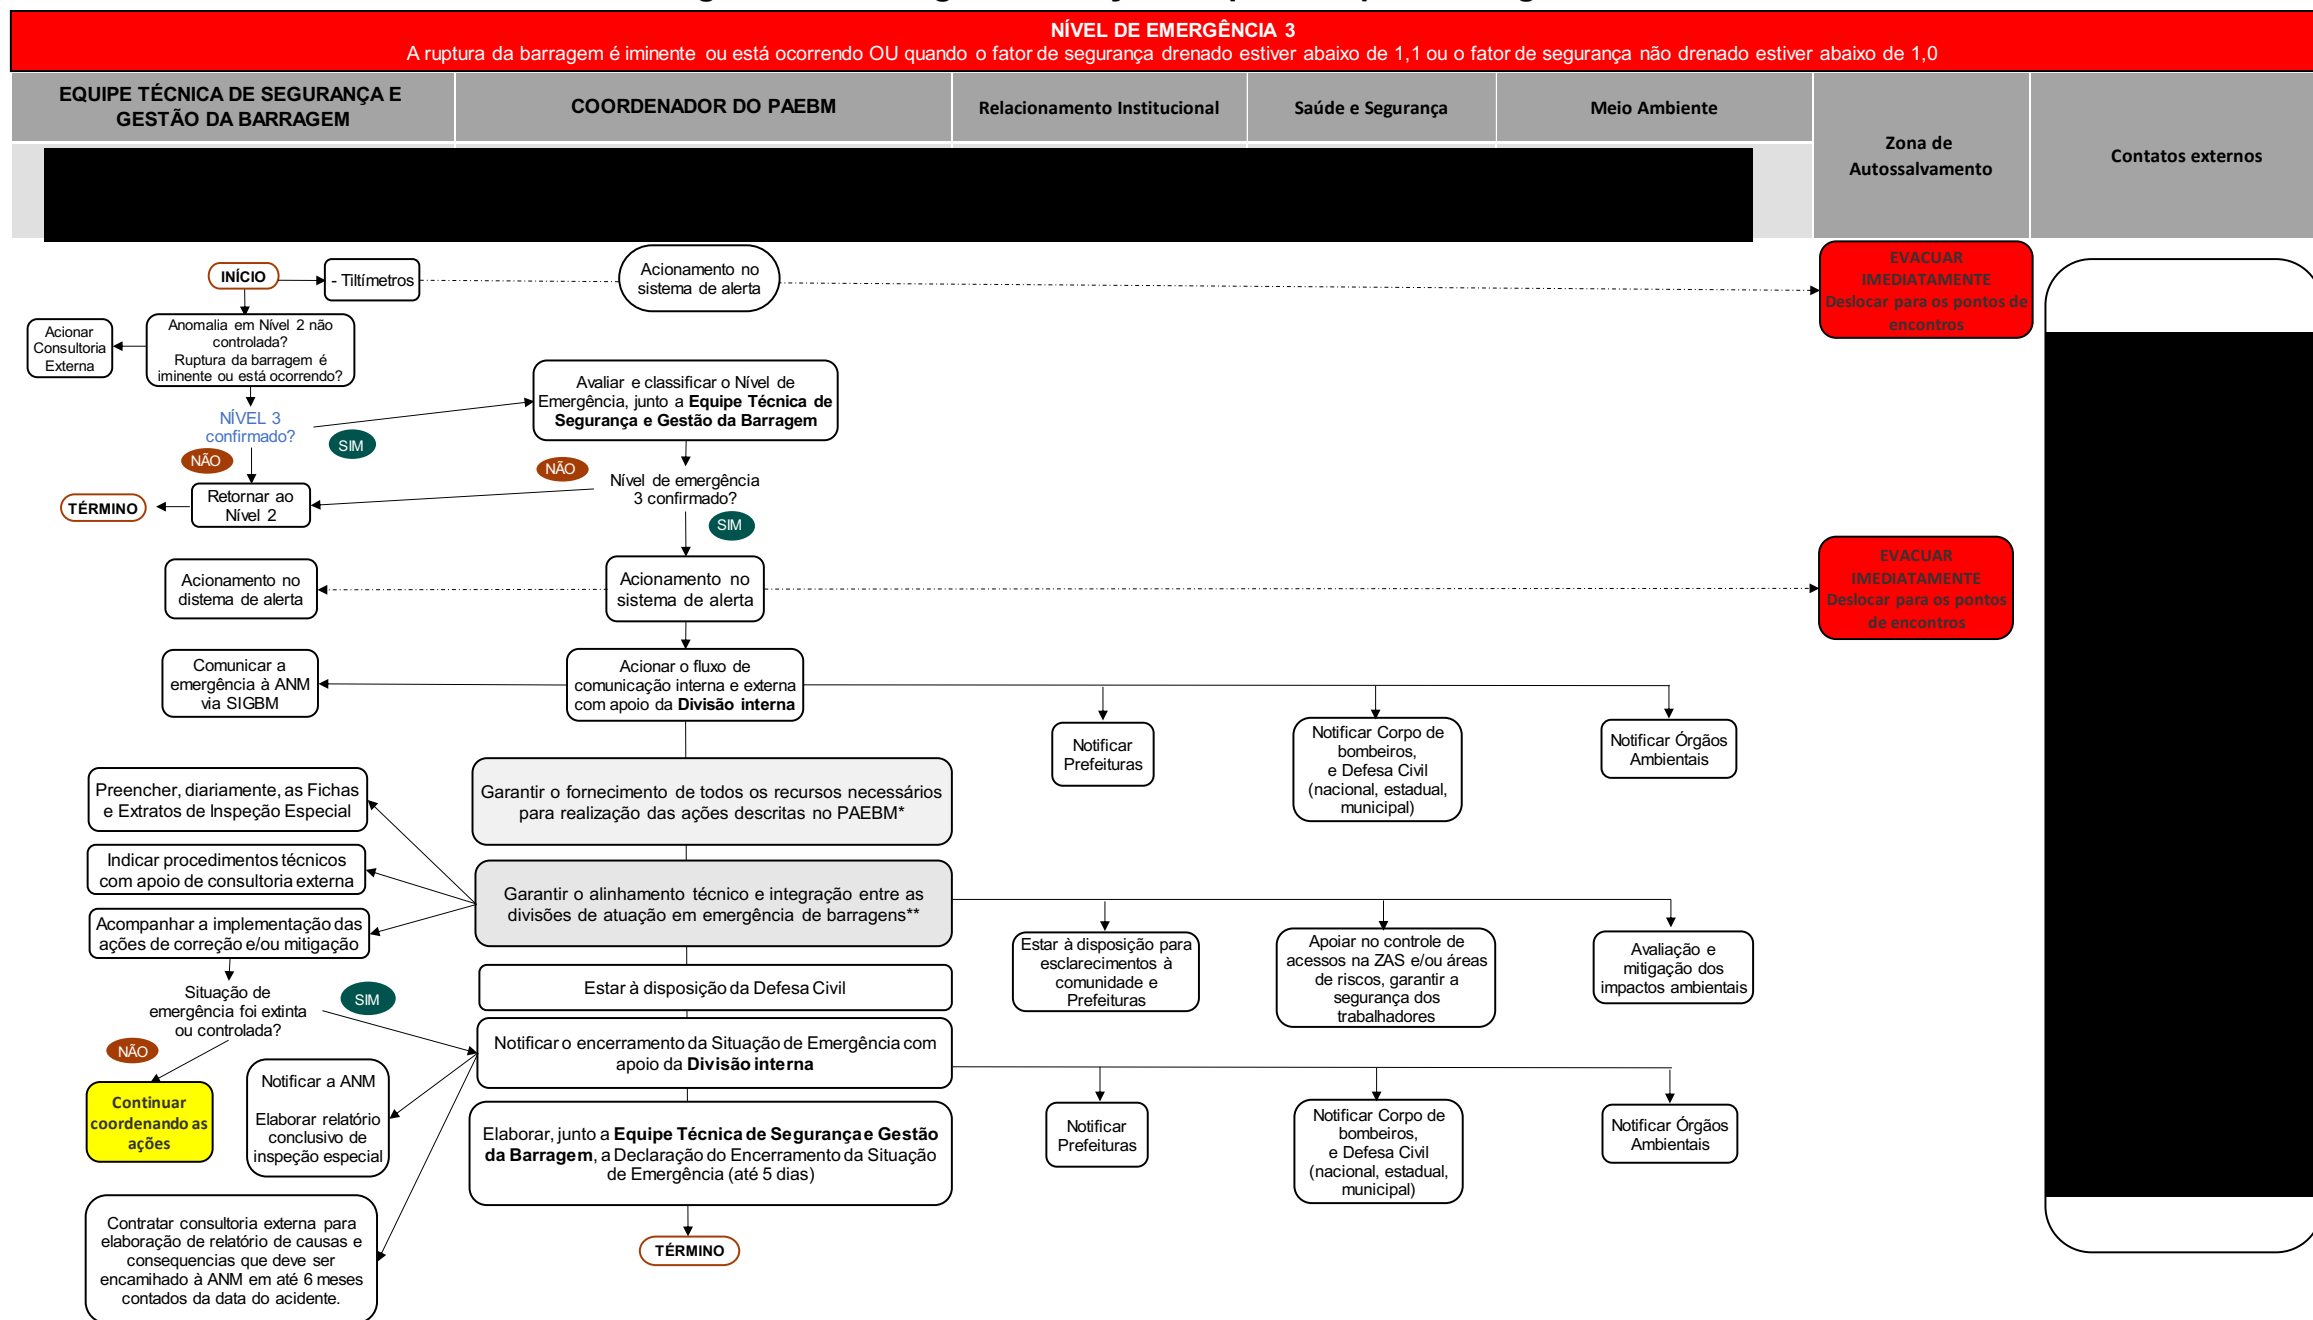 NÍVEL DE EMERGÊNCIA 3
A ruptura da barragem é iminente ou está ocorrendo OU quando o fator de segurança drenado estiver abaixo de 1,1 ou o fator de segurança não drenado estiver abaixo de 1,0
EQUIPE TÉCNICA DE SEGURANÇA E
GESTÃO DA BARRAGEM
COORDENADOR DO PAEBM
Relacionamento Institucional
Saúde e Segurança
Meio Ambiente
Zona de
Autossalvamento
Contatos externos
INÍCIO
- Tiltímetros
Acionamento no
sistema de alerta
EVACUAR
IMEDIATAMENTE
Deslocar para os pontos de
encontros
Acionar
Consultoria
Externa
Anomalia em Nível 2 não
controlada?
Ruptura da barragem é
iminente ou está ocorrendo?
Avaliar e classificar o Nível de
Emergência, junto a Equipe Técnica de
Segurança e Gestão da Barragem
NÍVEL 3
confirmado?
SIM
NÃO
NÃO
Nível de emergência
3 confirmado?
Retornar ao
Nível 2
TÉRMINO
SIM
Acionamento no
distema de alerta
Acionamento no
sistema de alerta
EVACUAR
IMEDIATAMENTE
Deslocar para os pontos
de encontros
Comunicar a
emergência à ANM
via SIGBM
Acionar o fluxo de
comunicação interna e externa
com apoio da Divisão interna
Notificar
Prefeituras
Notificar Corpo de
bombeiros,
e Defesa Civil
(nacional, estadual,
municipal)
Notificar Órgãos
Ambientais
Preencher, diariamente, as Fichas
e Extratos de Inspeção Especial
Garantir o fornecimento de todos os recursos necessários
para realização das ações descritas no PAEBM*
Indicar procedimentos técnicos
com apoio de consultoria externa
Garantir o alinhamento técnico e integração entre as
divisões de atuação em emergência de barragens**
Acompanhar a implementação das
ações de correção e/ou mitigação
Estar à disposição para
esclarecimentos à
comunidade e
Prefeituras
Apoiar no controle de
acessos na ZAS e/ou áreas
de riscos, garantir a
segurança dos
trabalhadores
Avaliação e
mitigação dos
impactos ambientais
Estar à disposição da Defesa Civil
Situação de
emergência foi extinta
ou controlada?
SIM
NÃO
Notificar o encerramento da Situação de Emergência com
apoio da Divisão interna
Continuar
coordenando as
ações
Notificar a ANM
Elaborar relatório
conclusivo de
inspeção especial
Elaborar, junto a Equipe Técnica de Segurança e Gestão
da Barragem, a Declaração do Encerramento da Situação
de Emergência (até 5 dias)
Notificar
Prefeituras
Notificar Corpo de
bombeiros,
e Defesa Civil
(nacional, estadual,
municipal)
Notificar Órgãos
Ambientais
Contratar consultoria externa para
elaboração de relatório de causas e
consequencias que deve ser
encamihado à ANM em até 6 meses
contados da data do acidente.
TÉRMINO